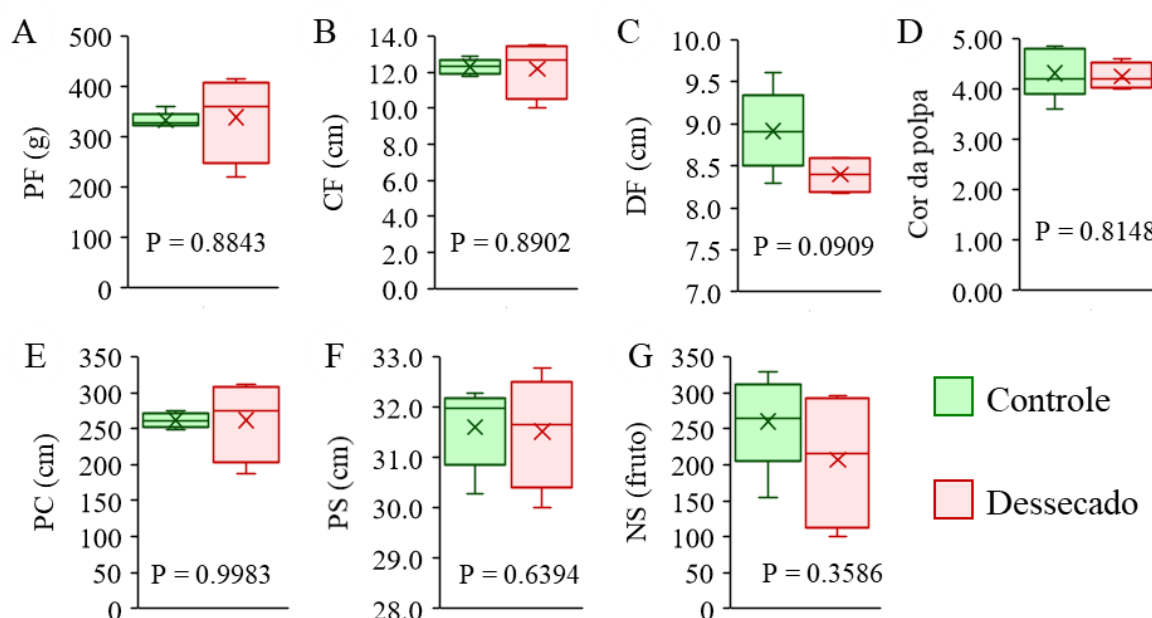 A
PF (g)
500
400
300
200
100
0
P = 0.8843
B
CF (cm)
14.0
12.0
10.0
8.0
6.0
4.0
2.0
0.0
P = 0.8902
C
DF (cm)
10.0
9.5
9.0
8.5
8.0
7.5
7.0
P = 0.0909
D
Cor da polpa
5.00
4.00
3.00
2.00
1.00
0.00
P = 0.8148
E
PC (cm)
350
300
250
200
150
100
50
0
P = 0.9983
F
PS (cm)
33.0
32.0
31.0
30.0
29.0
28.0
P = 0.6394
G
NS (fruto)
350
300
250
200
150
100
50
0
P = 0.3586
Controle
Dessecado